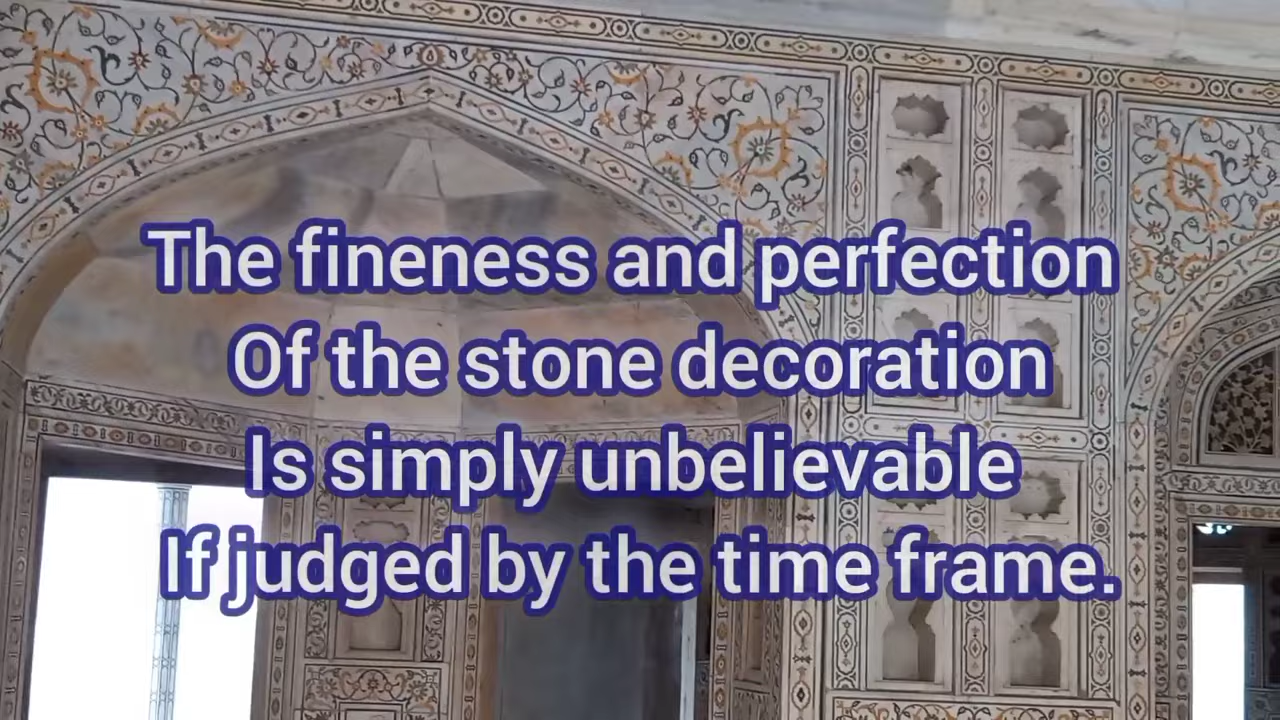 The fineness and perfection
Of the stone decoration
Is simply unbelievable
If judged by the time frame.